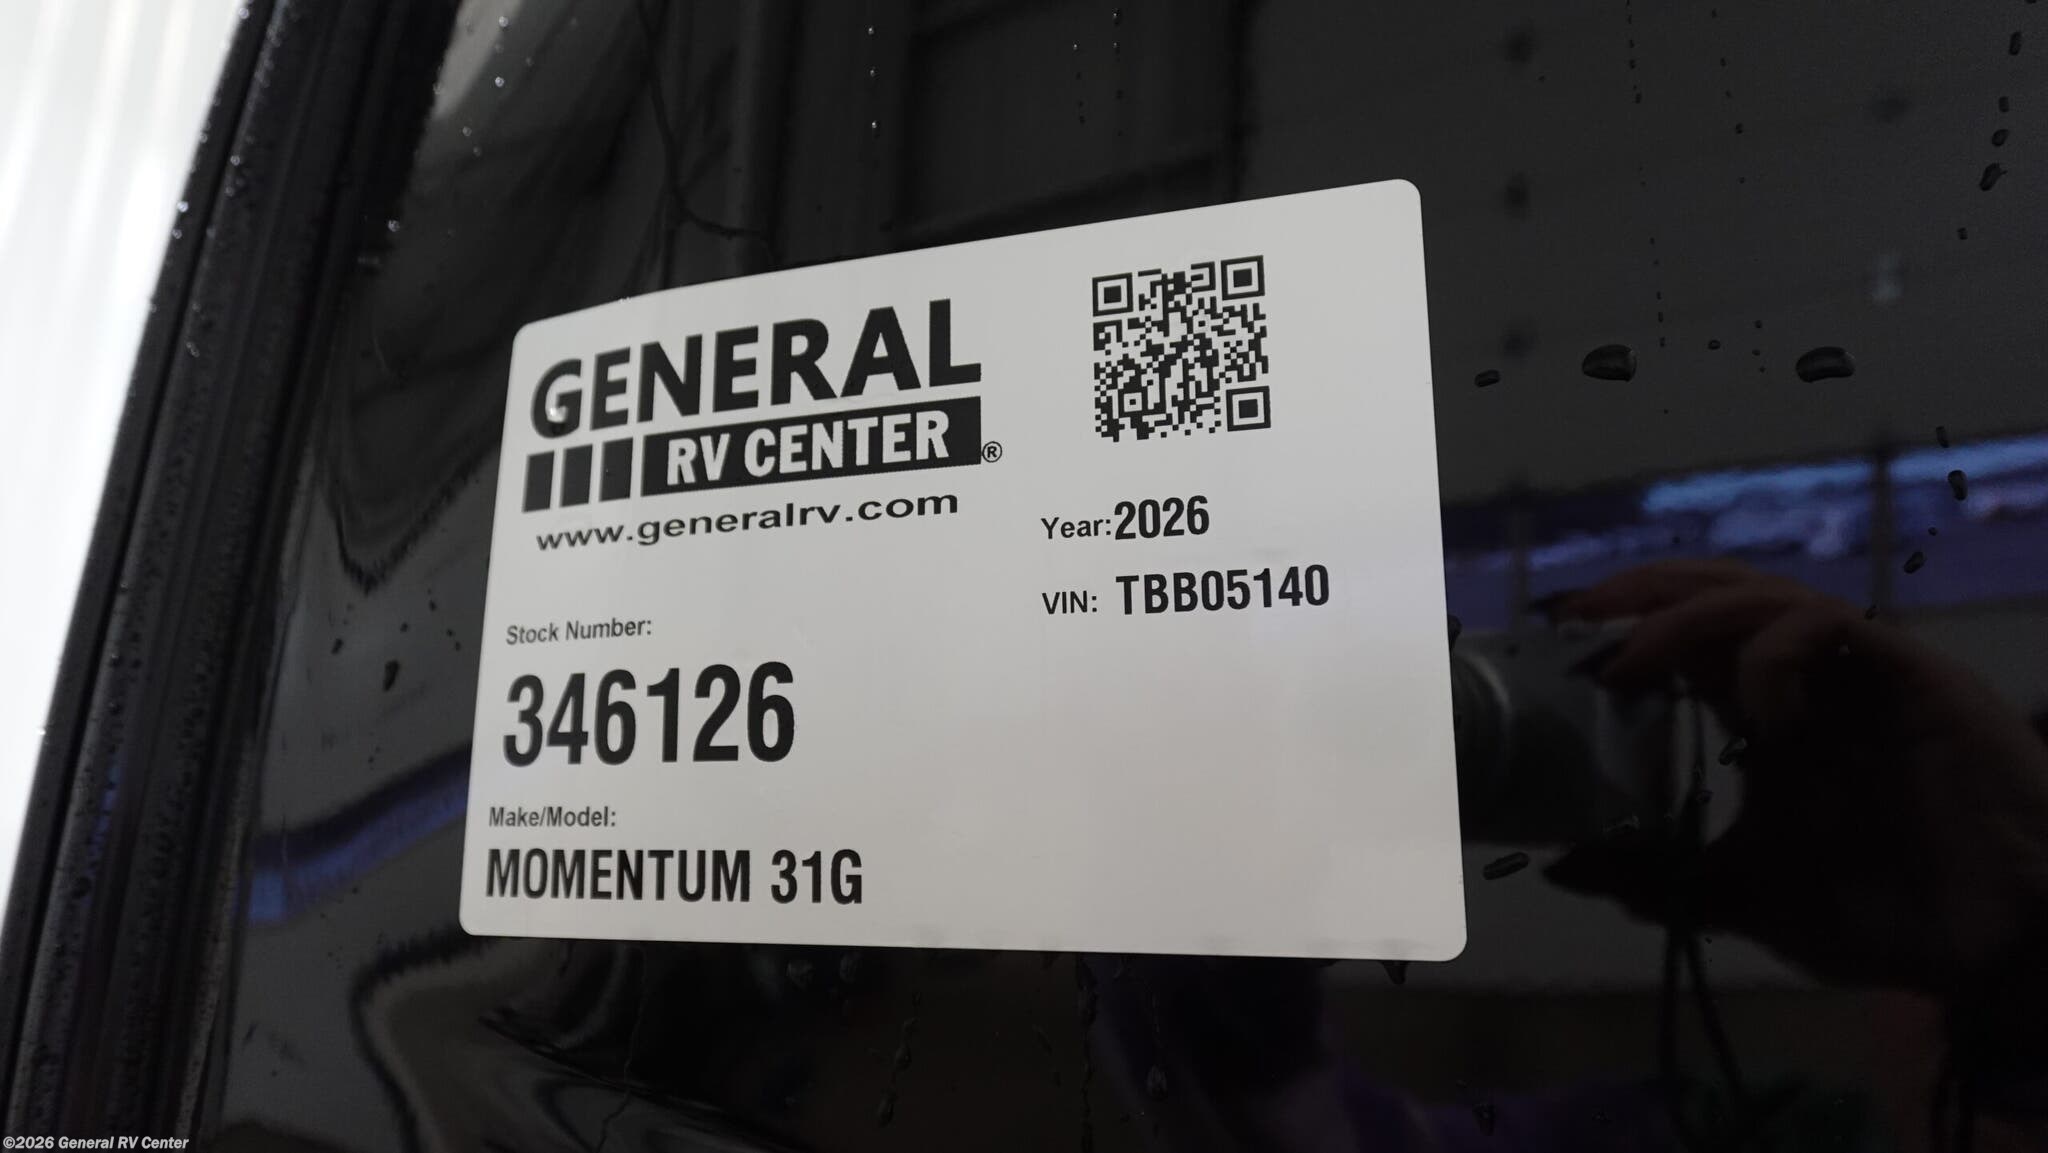 GENERAL
RV CENTER®
www.generalrv.com
Year: 2026
VIN: TBB05140
Stock Number:
346126
Make/Model:
MOMENTUM 31G
©2026 General RV Center